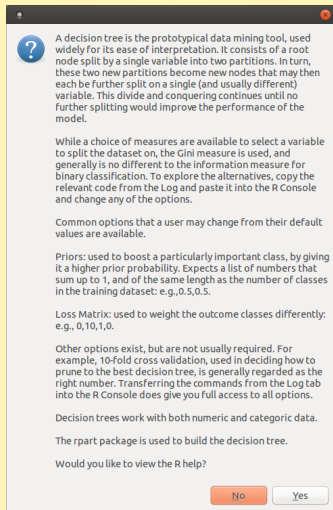 A decision tree is the prototypical data mining tool, used
widely for its ease of interpretation. It consists of a root
node split by a single variable into two partitions. In turn,
these two new partitions become new nodes that may then
each be further split on a single (and usually different)
variable. This divide and conquering continues until no
further splitting would improve the performance of the
model.
While a choice of measures are available to select a variable
to split the dataset on, the Gini measure is used, and
generally is no different to the information measure for
binary classification. To explore the alternatives, copy the
relevant code from the Log and paste it into the R Console
and change any of the options.
Common options that a user may change from their default
values are available.
Priors: used to boost a particularly important class, by giving
it a higher prior probability. Expects a list of numbers that
sum up to 1, and of the same length as the number of classes
in the training dataset: e.g.,0.5,0.5.
Loss Matrix: used to weight the outcome classes differently:
e.g., 0,10,1,0.
Other options exist, but are not usually required. For
example, 10-fold cross validation, used in deciding how to
prune to the best decision tree, is generally regarded as the
right number. Transferring the commands from the Log tab
into the R Console does give you full access to all options.
Decision trees work with both numeric and categoric data.
The rpart package is used to build the decision tree.
Would you like to view the R help?
No Yes